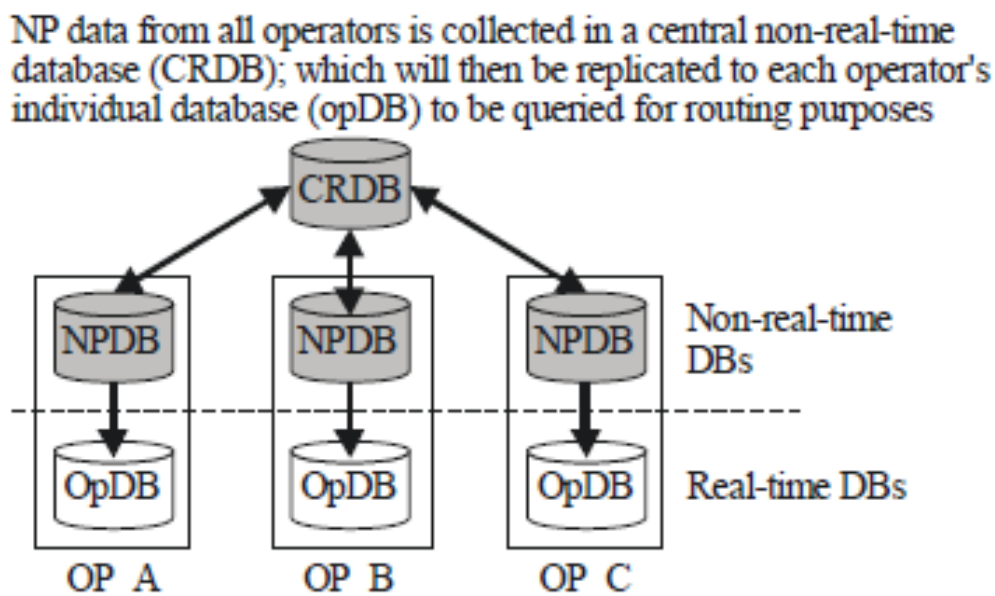 NP data from all operators is collected in a central non-real-time
database (CRDB); which will then be replicated to each operator's
individual database (opDB) to be queried for routing purposes
CRDB
NPDB NPDB NPDB
Non-real-time
DBs
OpDB OpDB OpDB
Real-time DBs
OP A OP B OP C